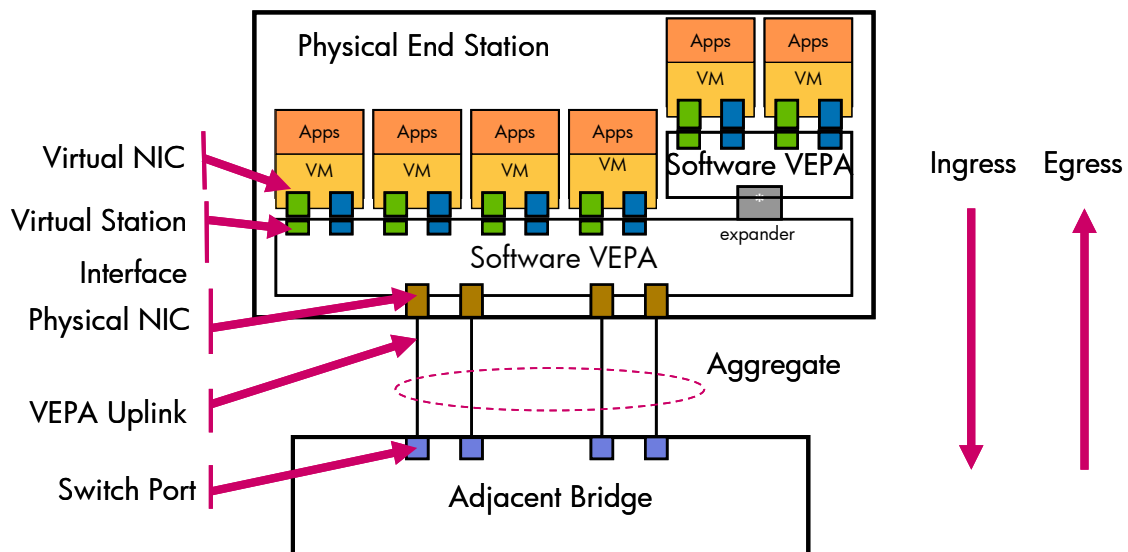 Physical End Station
Apps
Apps
VM
VM
Apps
Apps
Apps
Apps
VM
VM
VM
VM
Software VEPA
expander
Software VEPA
Virtual NIC
Virtual Station
Interface
Physical NIC
VEPA Uplink
Switch Port
Aggregate
Adjacent Bridge
Ingress
Egress